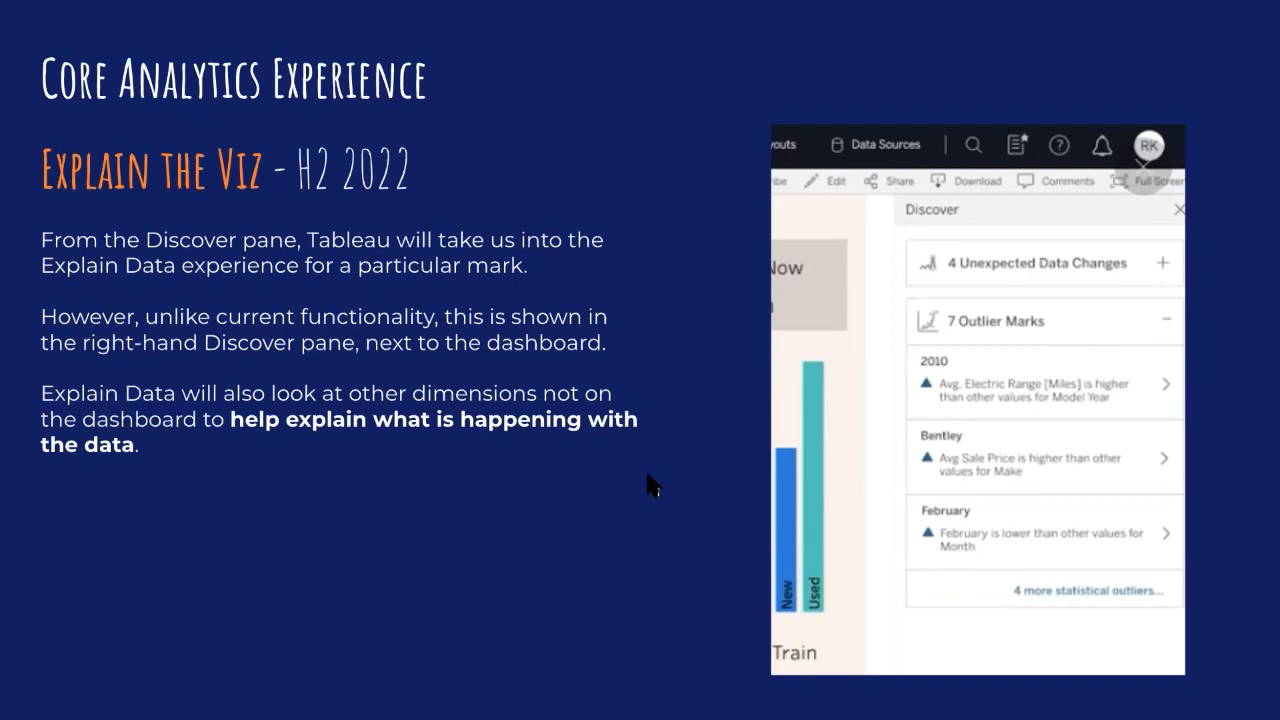 Core Analytics Experience
Explain the Viz - H2 2022
From the Discover pane, Tableau will take us into the
Explain Data experience for a particular mark.
However, unlike current functionality, this is shown in
the right-hand Discover pane, next to the dashboard.
Explain Data will also look at other dimensions not on
the dashboard to help explain what is happening with
the data.
youts Data Sources RK
ibe Edit Share Download Comments Full Screen
Discover
Now
4 Unexpected Data Changes
7 Outlier Marks
2010
Avg. Electric Range [Miles] is higher
than other values for Model Year
Bentley
Avg Sale Price is higher than other
values for Make
February
February is lower than other values for
Month
4 more statistical outliers...
New
Used
Train